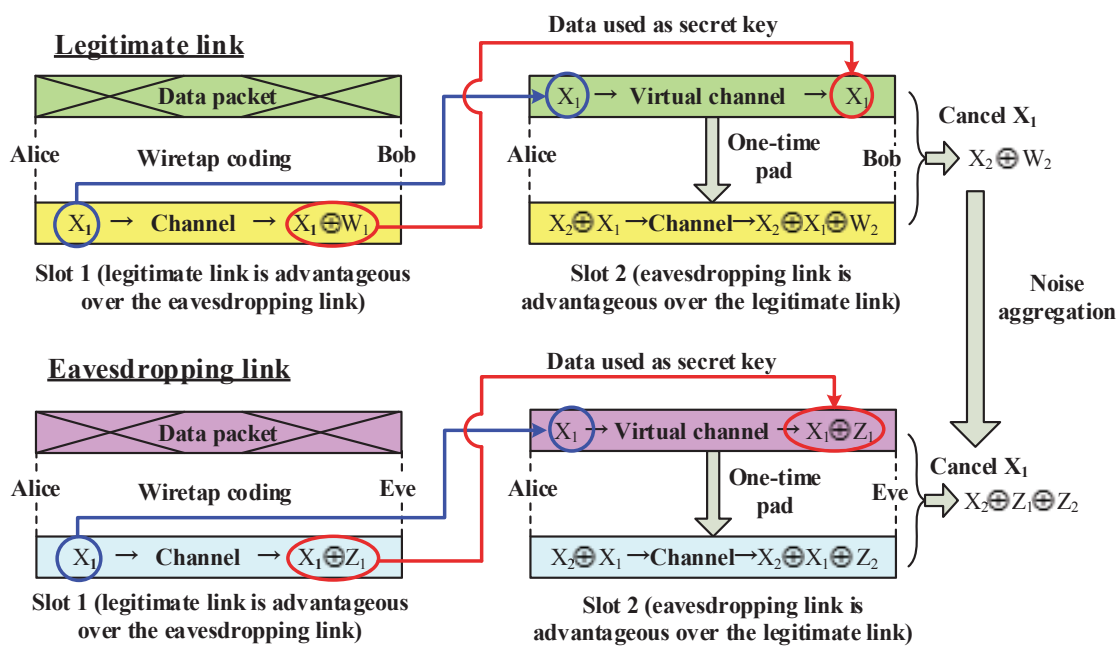 Legitimate link
Data used as secret key
Data packet
X₁ → Virtual channel → X₁
Cancel X₁
X₂⊕W₂
Alice
Wiretap coding
Bob
Alice
One-time
pad
Bob
X₁ → Channel → X₁⊕W₁
X₂⊕X₁→Channel→X₂⊕X₁⊕W₂
Slot 1 (legitimate link is advantageous
over the eavesdropping link)
Slot 2 (eavesdropping link is
advantageous over the legitimate link)
Noise
aggregation
Eavesdropping link
Data used as secret key
Data packet
X₁ → Virtual channel → X₁⊕Z₁
Cancel X₁
X₂⊕Z₁⊕Z₂
Alice
Wiretap coding
Eve
Alice
One-time
pad
Eve
X₁ → Channel → X₁⊕Z₁
X₂⊕X₁→Channel→X₂⊕X₁⊕Z₂
Slot 1 (legitimate link is advantageous
over the eavesdropping link)
Slot 2 (eavesdropping link is
advantageous over the legitimate link)